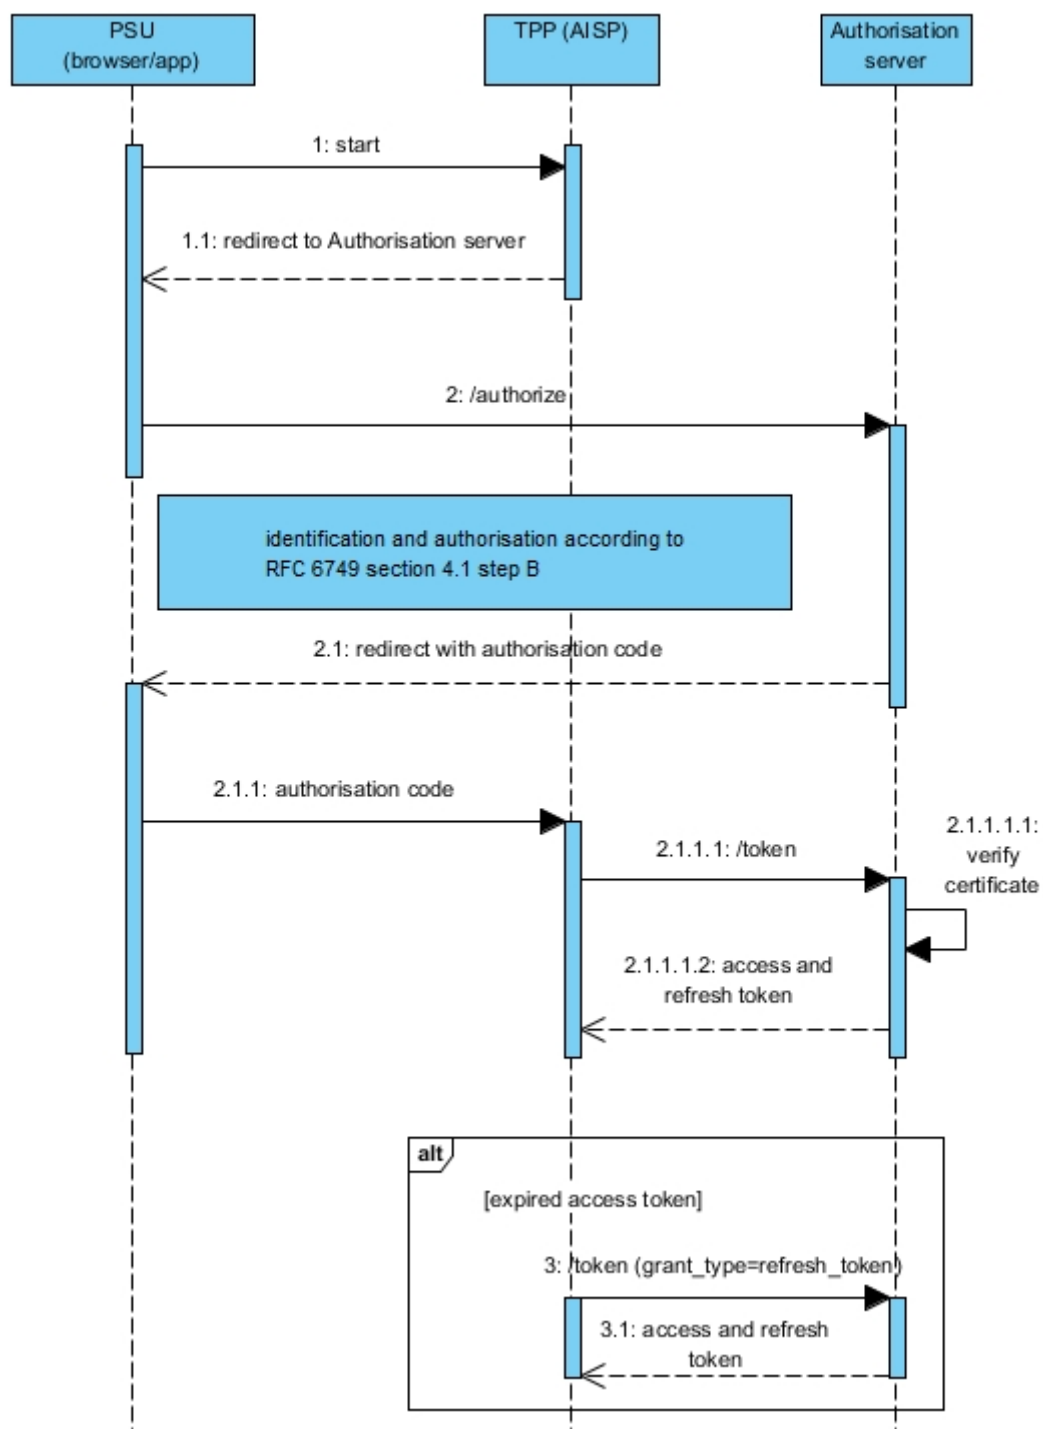 PSU
(browser/app)
TPP (AISP)
Authorisation
server
1: start
1.1: redirect to Authorisation server
2: /authorize
identification and authorisation according to
RFC 6749 section 4.1 step B
2.1: redirect with authorisation code
2.1.1: authorisation code
2.1.1.1: /token
2.1.1.1.1:
verify
certificate
2.1.1.1.2: access and
refresh token
alt
[expired access token]
3: /token (grant_type=refresh_token)
3.1: access and refresh
token